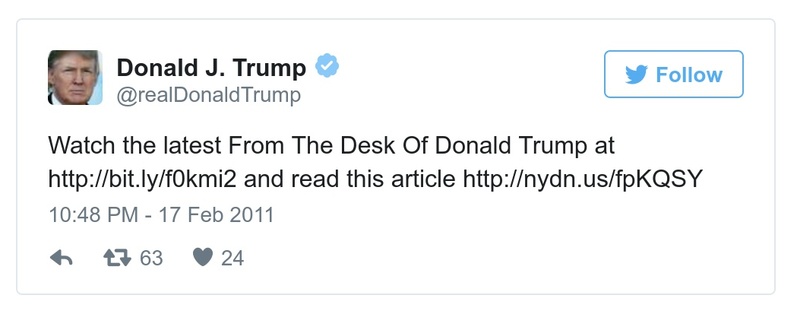 Donald J. Trump
Follow
@realDonaldTrump
Watch the latest From The Desk Of Donald Trump at
http://bit.ly/f0kmi2 and read this article http://nydn.us/fpKQSY
10:48 PM - 17 Feb 2011
63 24